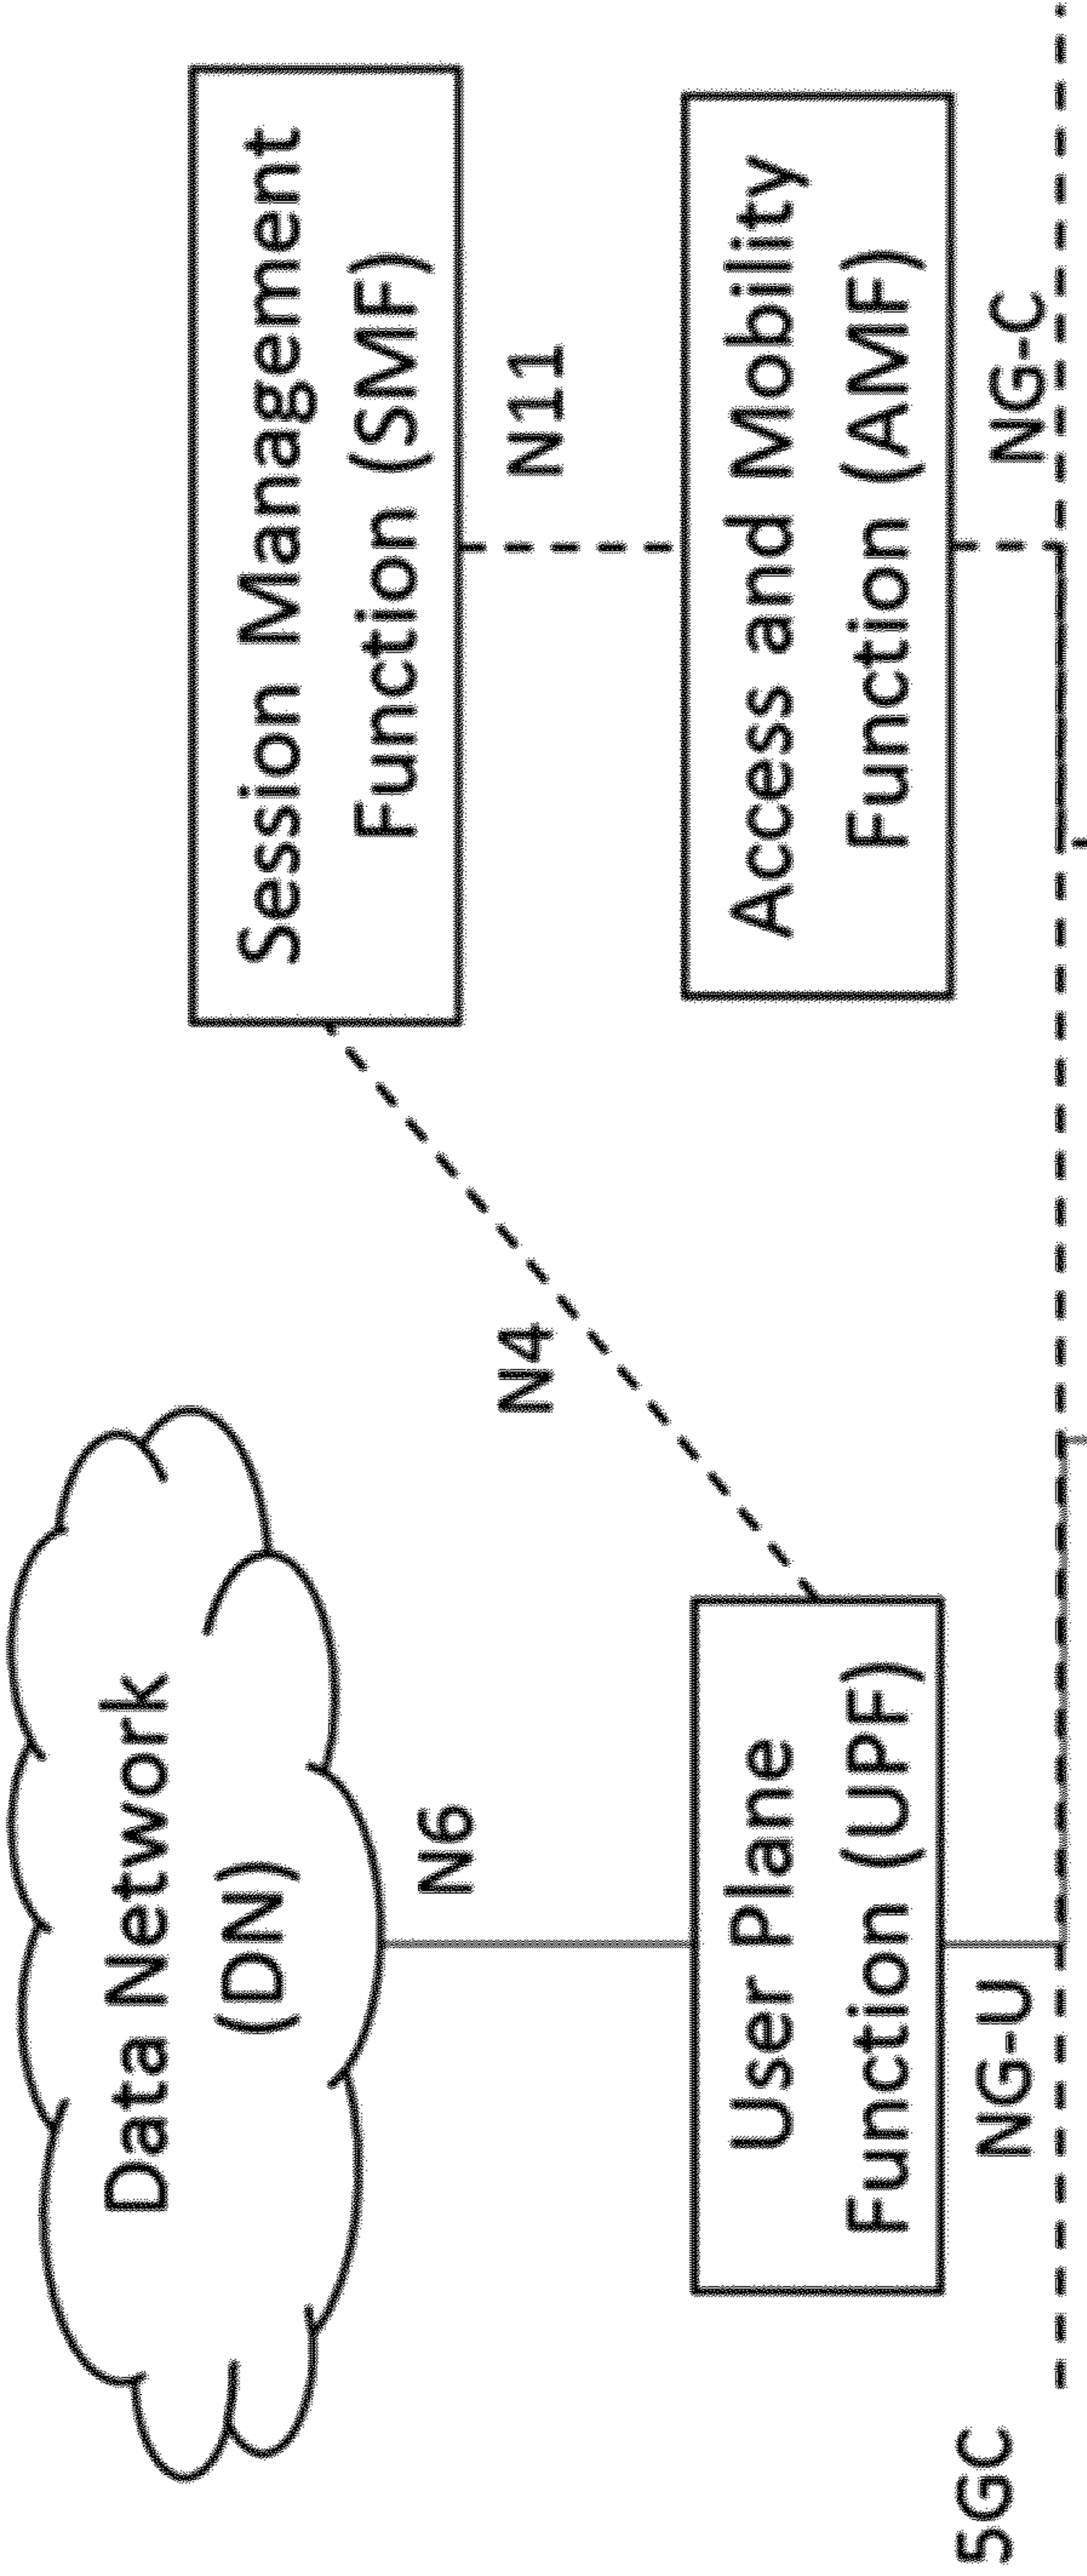 Data Network
(DN)
Session Management
Function (SMF)
N6
N4
N11
User Plane
Function (UPF)
Access and Mobility
Function (AMF)
NG-U
NG-C
5GC